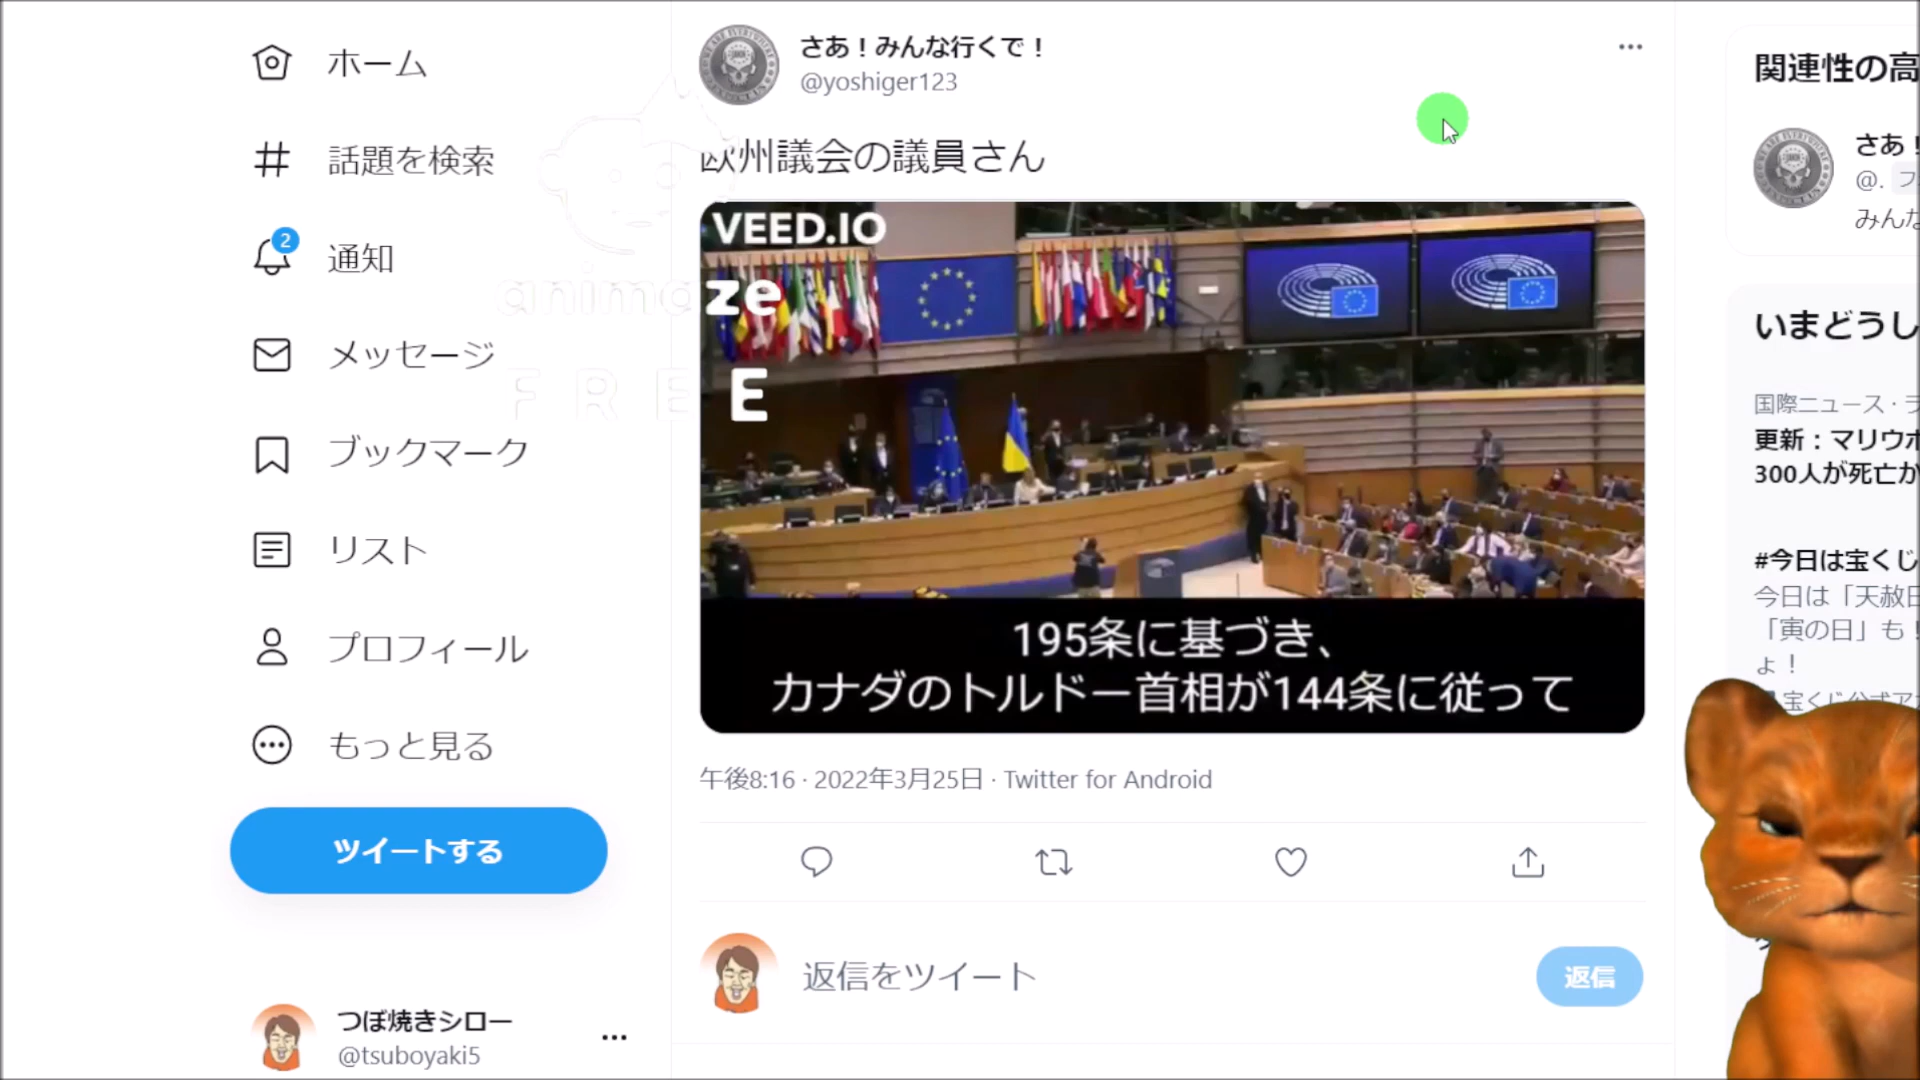 ホーム
話題を検索
2
通知
メッセージ
ブックマーク
リスト
プロフィール
もっと見る
ツイートする
つぼ焼きシロー
@tsuboyaki5
さあ！みんな行くで！
@yoshiger123
欧州議会の議員さん
VEED.IO
animaze
FREE
195条に基づき、
カナダのトルドー首相が144条に従って
午後8:16 · 2022年3月25日 · Twitter for Android
返信をツイート
返信
関連性の高
さあ！
@.
みんな
いまどうし
国際ニュース · ラ
更新：マリウポ
300人が死亡か
#今日は宝くじ
今日は「天赦日
「寅の日」も！
ょ！